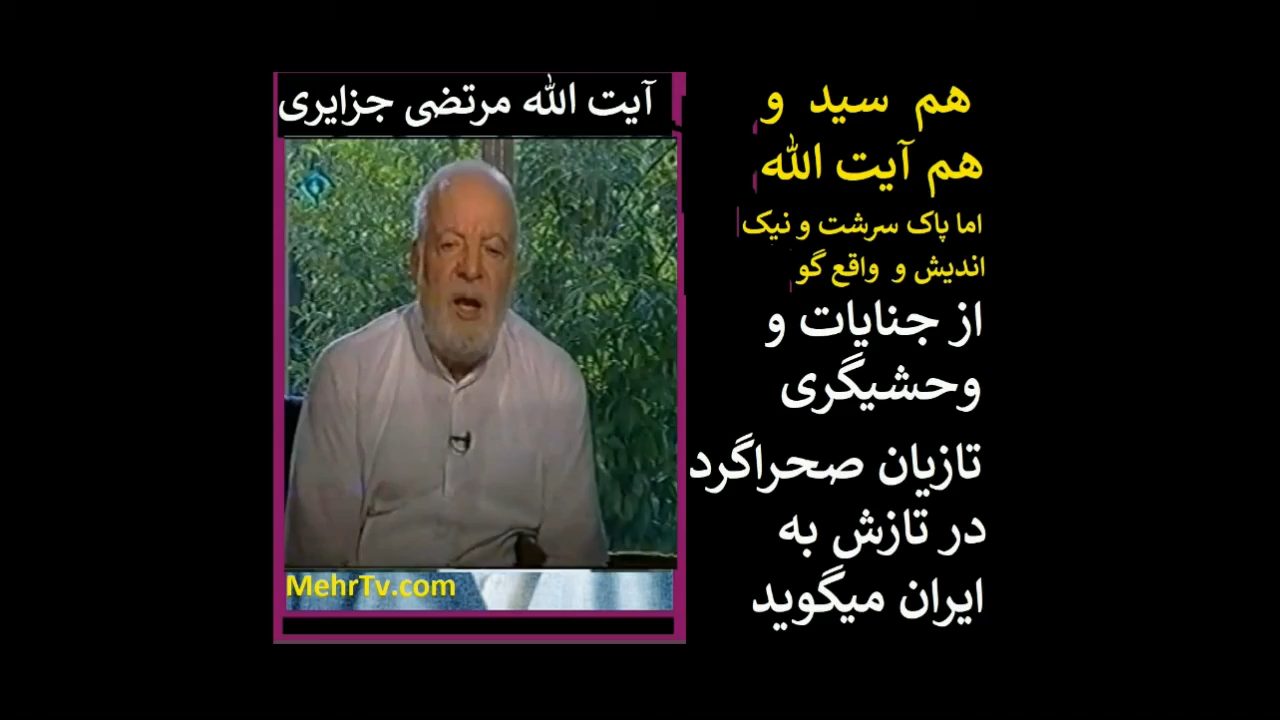 آیت الله مرتضی جزایری
هم سید و
هم آیت الله
اما پاک سرشت و نیک
اندیش و واقع گو
از جنایات و
وحشیگری
تازیان صحراگرد
در تازش به
ایران میگوید
MehrTv.com